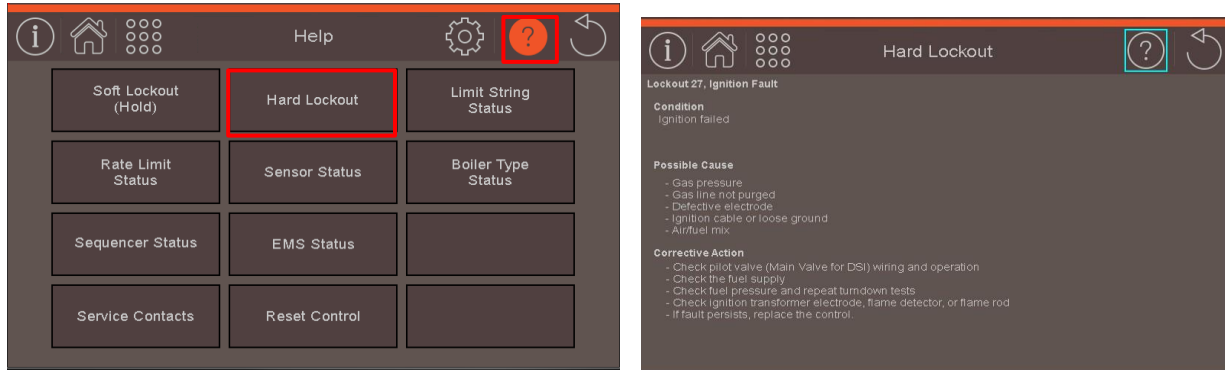 i
Help
?
Soft Lockout
(Hold)
Hard Lockout
Limit String
Status
Rate Limit
Status
Sensor Status
Boiler Type
Status
Sequencer Status
EMS Status
Service Contacts
Reset Control
i
Hard Lockout
?
Lockout 27, Ignition Fault
Condition
Ignition failed
Possible Cause
- Gas pressure
- Gas line not purged
- Defective electrode
- Ignition cable or loose ground
- Air/fuel mix
Corrective Action
- Check pilot valve (Main Valve for DSI) wiring and operation
- Check the fuel supply
- Check fuel pressure and repeat turndown tests
- Check ignition transformer electrode, flame detector, or flame rod
- If fault persists, replace the control.